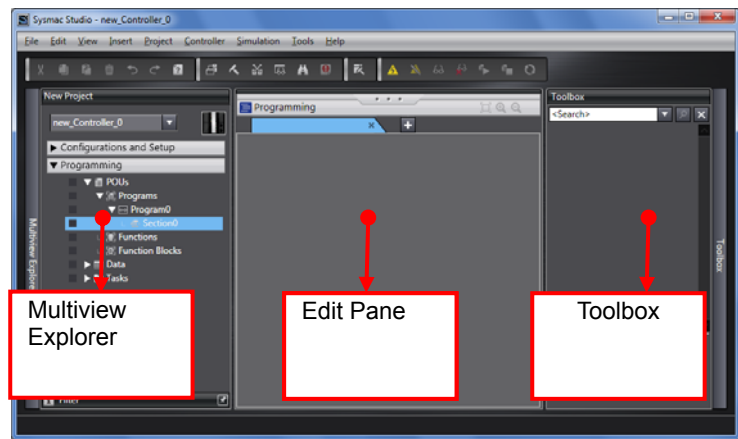 Sysmac Studio - new_Controller_0
File Edit View Insert Project Controller Simulation Tools Help
New Project
new_Controller_0
Configurations and Setup
Programming
POUs
Programs
Program0
Section0
Functions
Function Blocks
Data
Tasks
Filter
Multiview Explorer
Programming
Toolbox
<Search>
Toolbox
Multiview
Explorer
Edit Pane
Toolbox